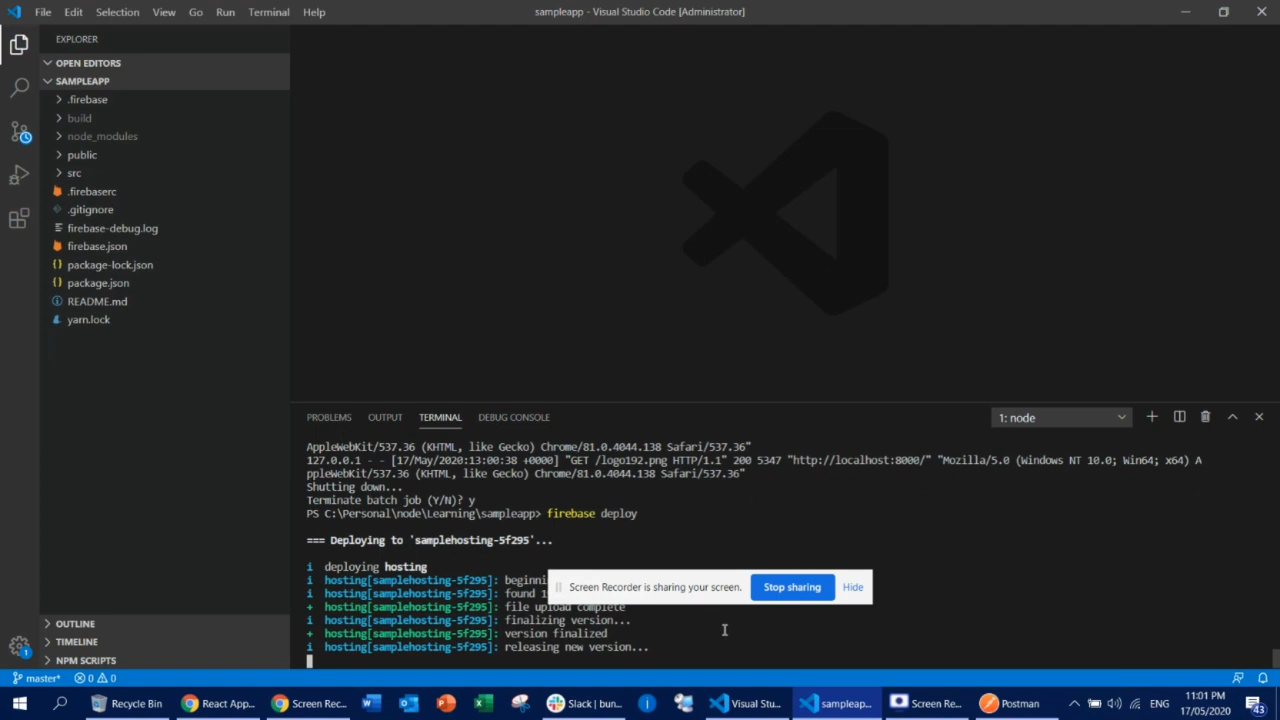 File Edit Selection View Go Run Terminal Help
sampleapp - Visual Studio Code [Administrator]
EXPLORER
OPEN EDITORS
SAMPLEAPP
.firebase
build
node_modules
public
src
.firebaserc
.gitignore
firebase-debug.log
firebase.json
package-lock.json
package.json
README.md
yarn.lock
OUTLINE
TIMELINE
NPM SCRIPTS
PROBLEMS OUTPUT TERMINAL DEBUG CONSOLE
1: node
AppleWebKit/537.36 (KHTML, like Gecko) Chrome/81.0.4044.138 Safari/537.36"
127.0.0.1 - - [17/May/2020:13:00:38 +0000] "GET /logo192.png HTTP/1.1" 200 5347 "http://localhost:8000/" "Mozilla/5.0 (Windows NT 10.0; Win64; x64) A
ppleWebKit/537.36 (KHTML, like Gecko) Chrome/81.0.4044.138 Safari/537.36"
Shutting down...
Terminate batch job (Y/N)? y
PS C:\Personal\node\Learning\sampleapp> firebase deploy
=== Deploying to 'samplehosting-5f295'...
i deploying hosting
i hosting[samplehosting-5f295]: beginni
i hosting[samplehosting-5f295]: found 1
+ hosting[samplehosting-5f295]: file upload complete
i hosting[samplehosting-5f295]: finalizing version...
+ hosting[samplehosting-5f295]: version finalized
i hosting[samplehosting-5f295]: releasing new version...
Screen Recorder is sharing your screen. Stop sharing Hide
master* 0 0
1
Recycle Bin React App... Screen Rec... Slack | bun... Visual Stu... sampleapp... Screen Re... Postman ENG
11:01 PM
17/05/2020
43